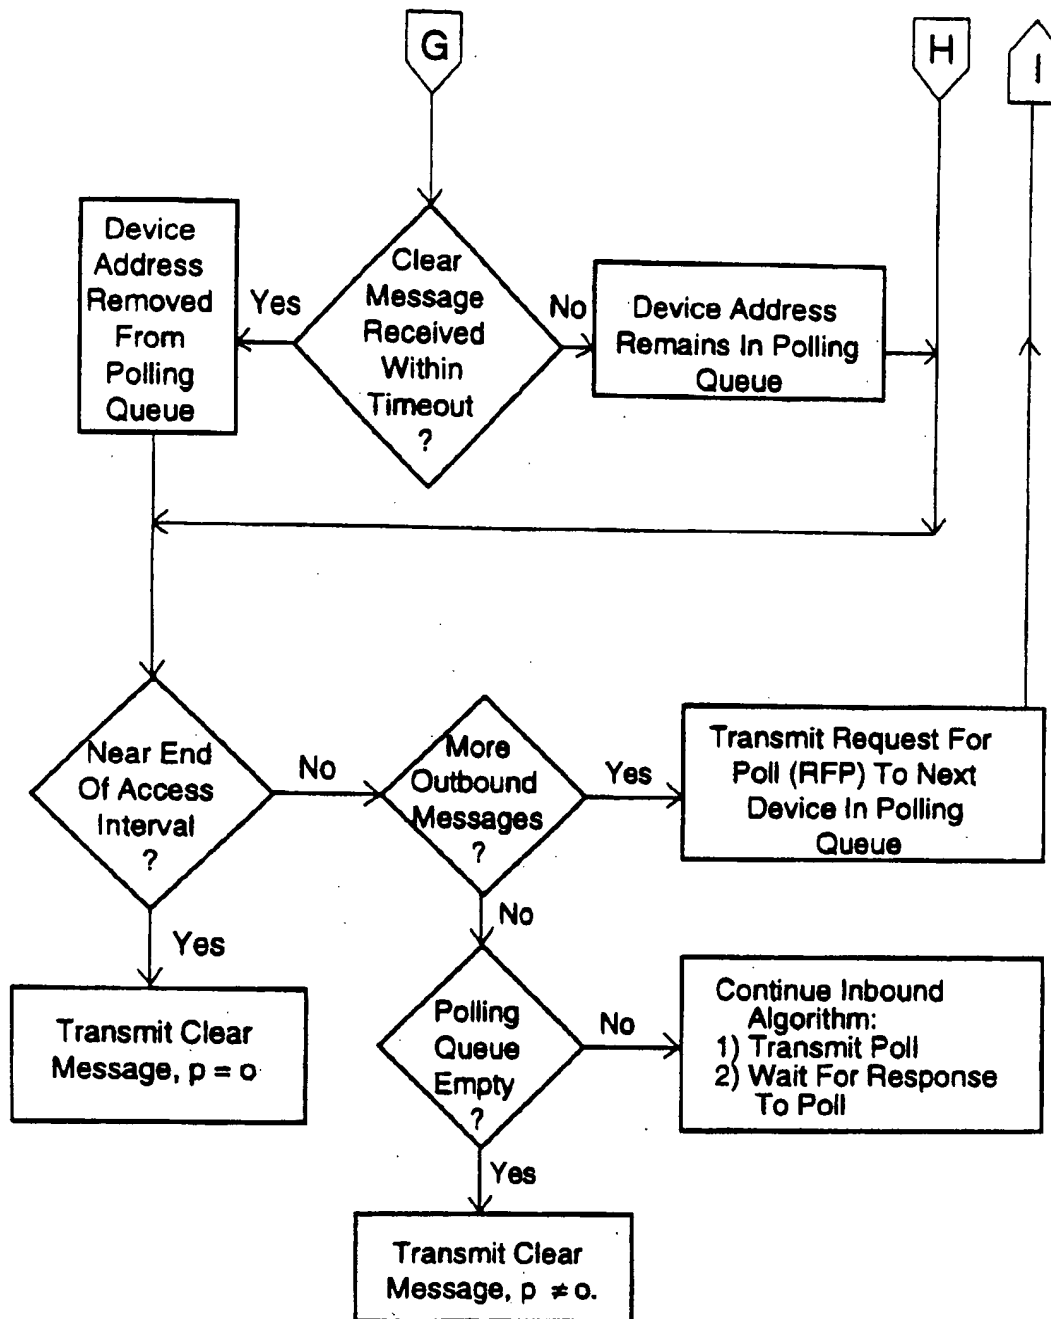 G
H
I
Device
Address
Removed
From
Polling
Queue
Yes
Clear
Message
Received
Within
Timeout
?
No
Device Address
Remains In Polling
Queue
Near End
Of Access
Interval
?
No
More
Outbound
Messages
?
Yes
Transmit Request For
Poll (RFP) To Next
Device In Polling
Queue
Yes
No
Transmit Clear
Message, p = o
Polling
Queue
Empty
?
No
Continue Inbound
Algorithm:
1) Transmit Poll
2) Wait For Response
To Poll
Yes
Transmit Clear
Message, p ≠ o.